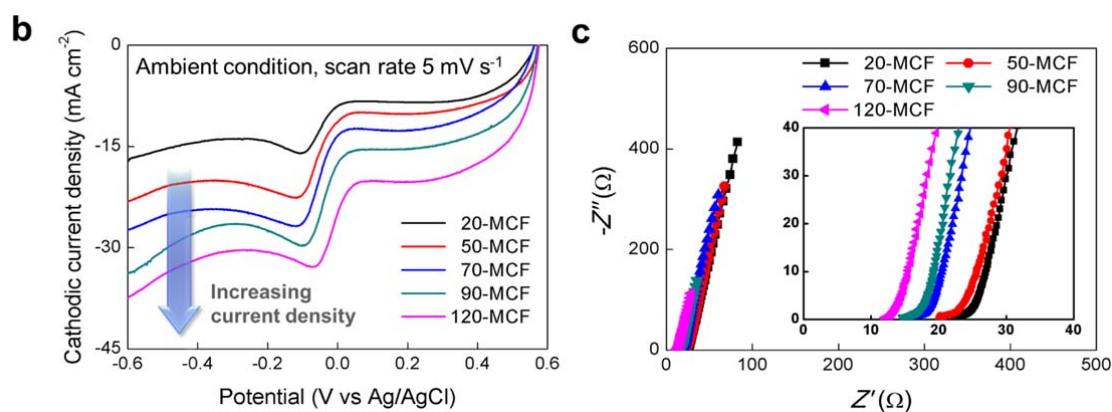 b
Ambient condition, scan rate 5 mV s⁻¹
Cathodic current density (mA cm⁻²)
0
-15
-30
-45
-0.6
-0.4
-0.2
0.0
0.2
0.4
0.6
Potential (V vs Ag/AgCl)
20-MCF
50-MCF
70-MCF
90-MCF
120-MCF
Increasing
current density
c
-Z″(Ω)
600
400
200
0
0
100
200
300
400
500
Z′(Ω)
20-MCF
50-MCF
70-MCF
90-MCF
120-MCF
40
30
20
10
0
0
10
20
30
40